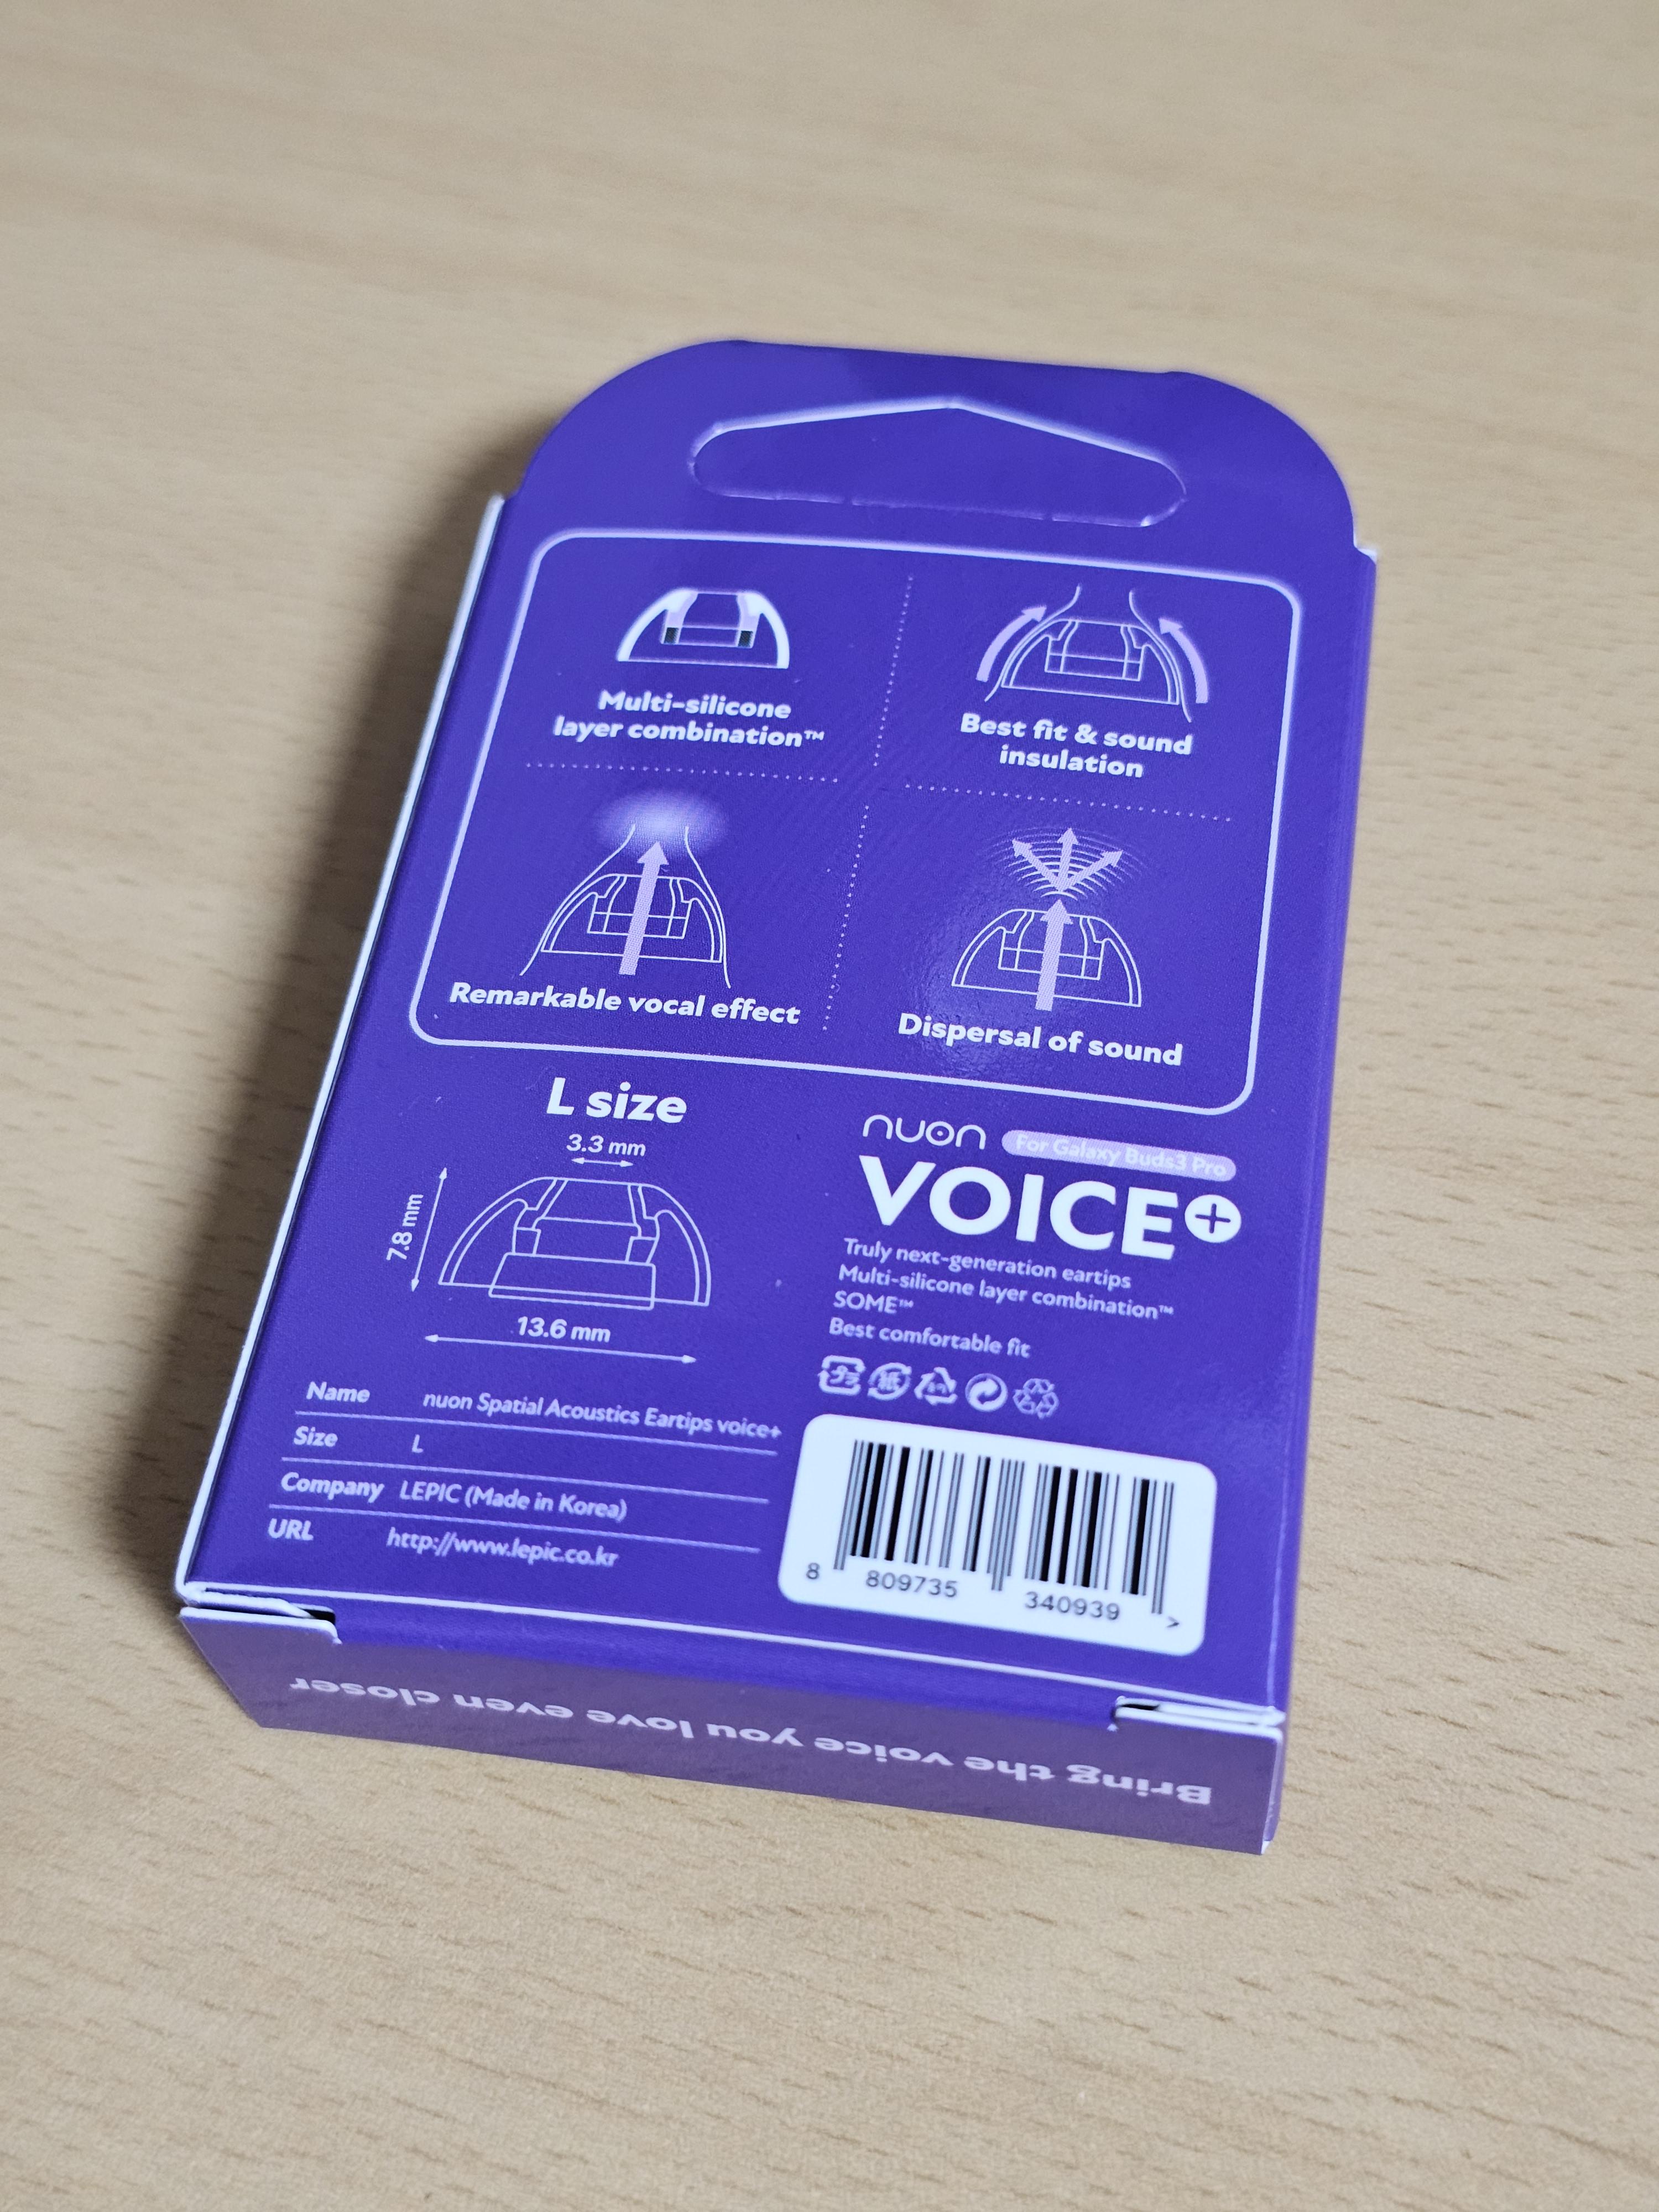 Multi-silicone
layer combination™
Best fit & sound
insulation
Remarkable vocal effect
Dispersal of sound
L size
3.3 mm
7.8 mm
13.6 mm
nuon For Galaxy Buds3 Pro
VOICE+
Truly next-generation eartips
Multi-silicone layer combination™
SOME™
Best comfortable fit
プラ 紙
Name nuon Spatial Acoustics Eartips voice+
Size L
Company LEPIC (Made in Korea)
URL http://www.lepic.co.kr
8 809735 340939 >
Bring the voice you love even closer